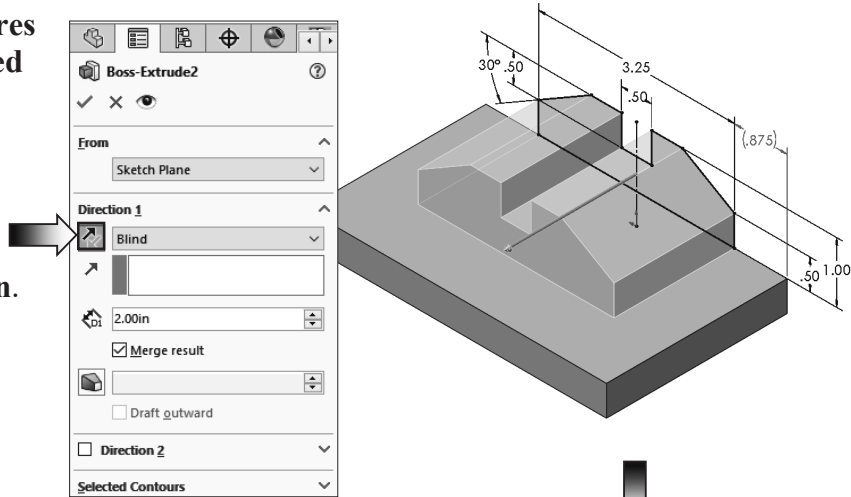 res
ed
n.
Boss-Extrude2
From
Sketch Plane
Direction 1
Blind
D1
2.00in
Merge result
Draft outward
Direction 2
Selected Contours
30° .50
3.25
.50
(.875)
.50 1.00